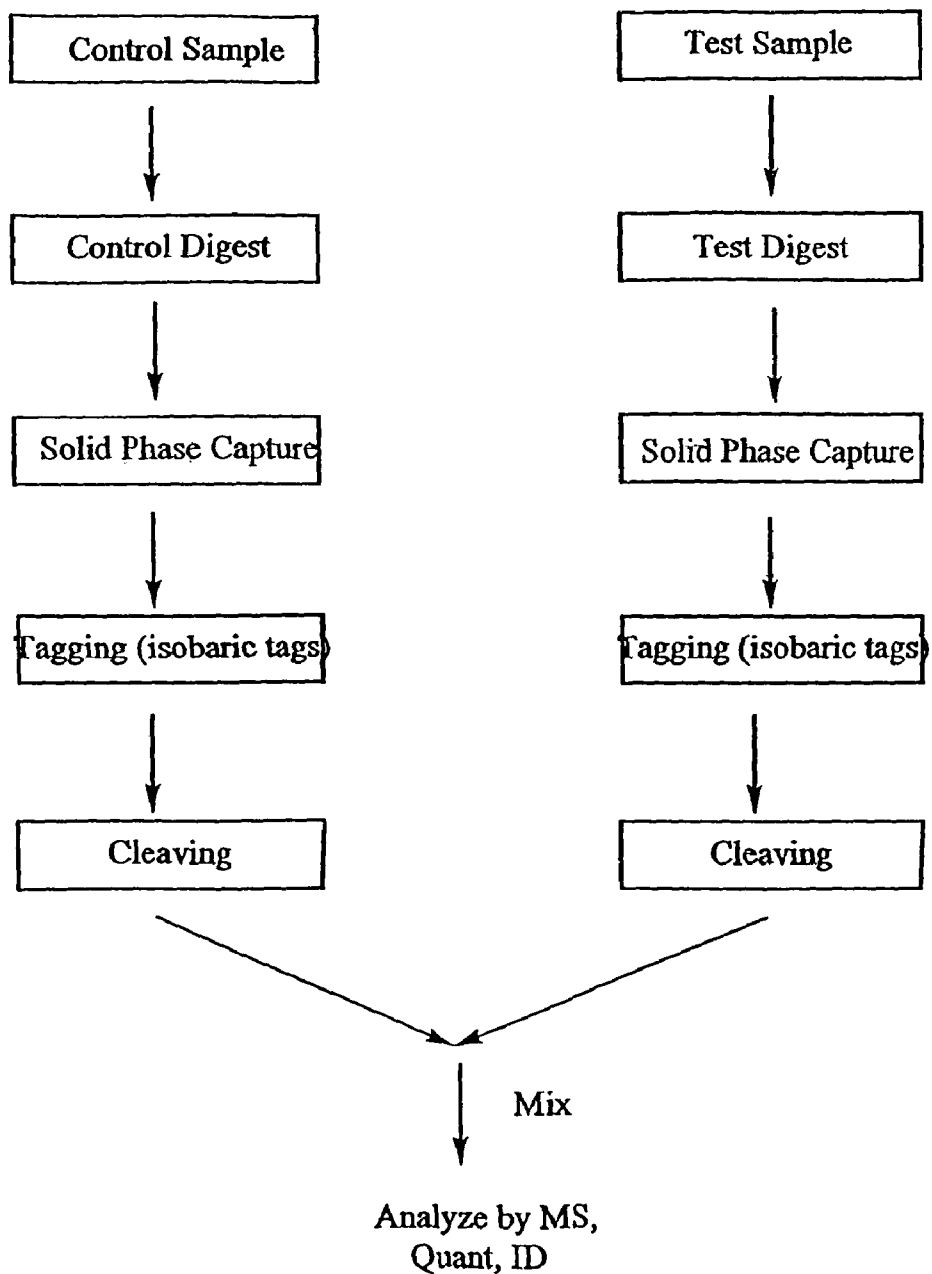 Control Sample
Test Sample
Control Digest
Test Digest
Solid Phase Capture
Solid Phase Capture
Tagging (isobaric tags)
Tagging (isobaric tags)
Cleaving
Cleaving
Mix
Analyze by MS,
Quant, ID